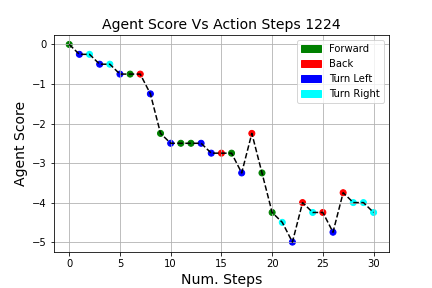 Agent Score Vs Action Steps 1224
Forward
Back
Turn Left
Turn Right
0
−1
−2
−3
−4
−5
Agent Score
0 5 10 15 20 25 30
Num. Steps